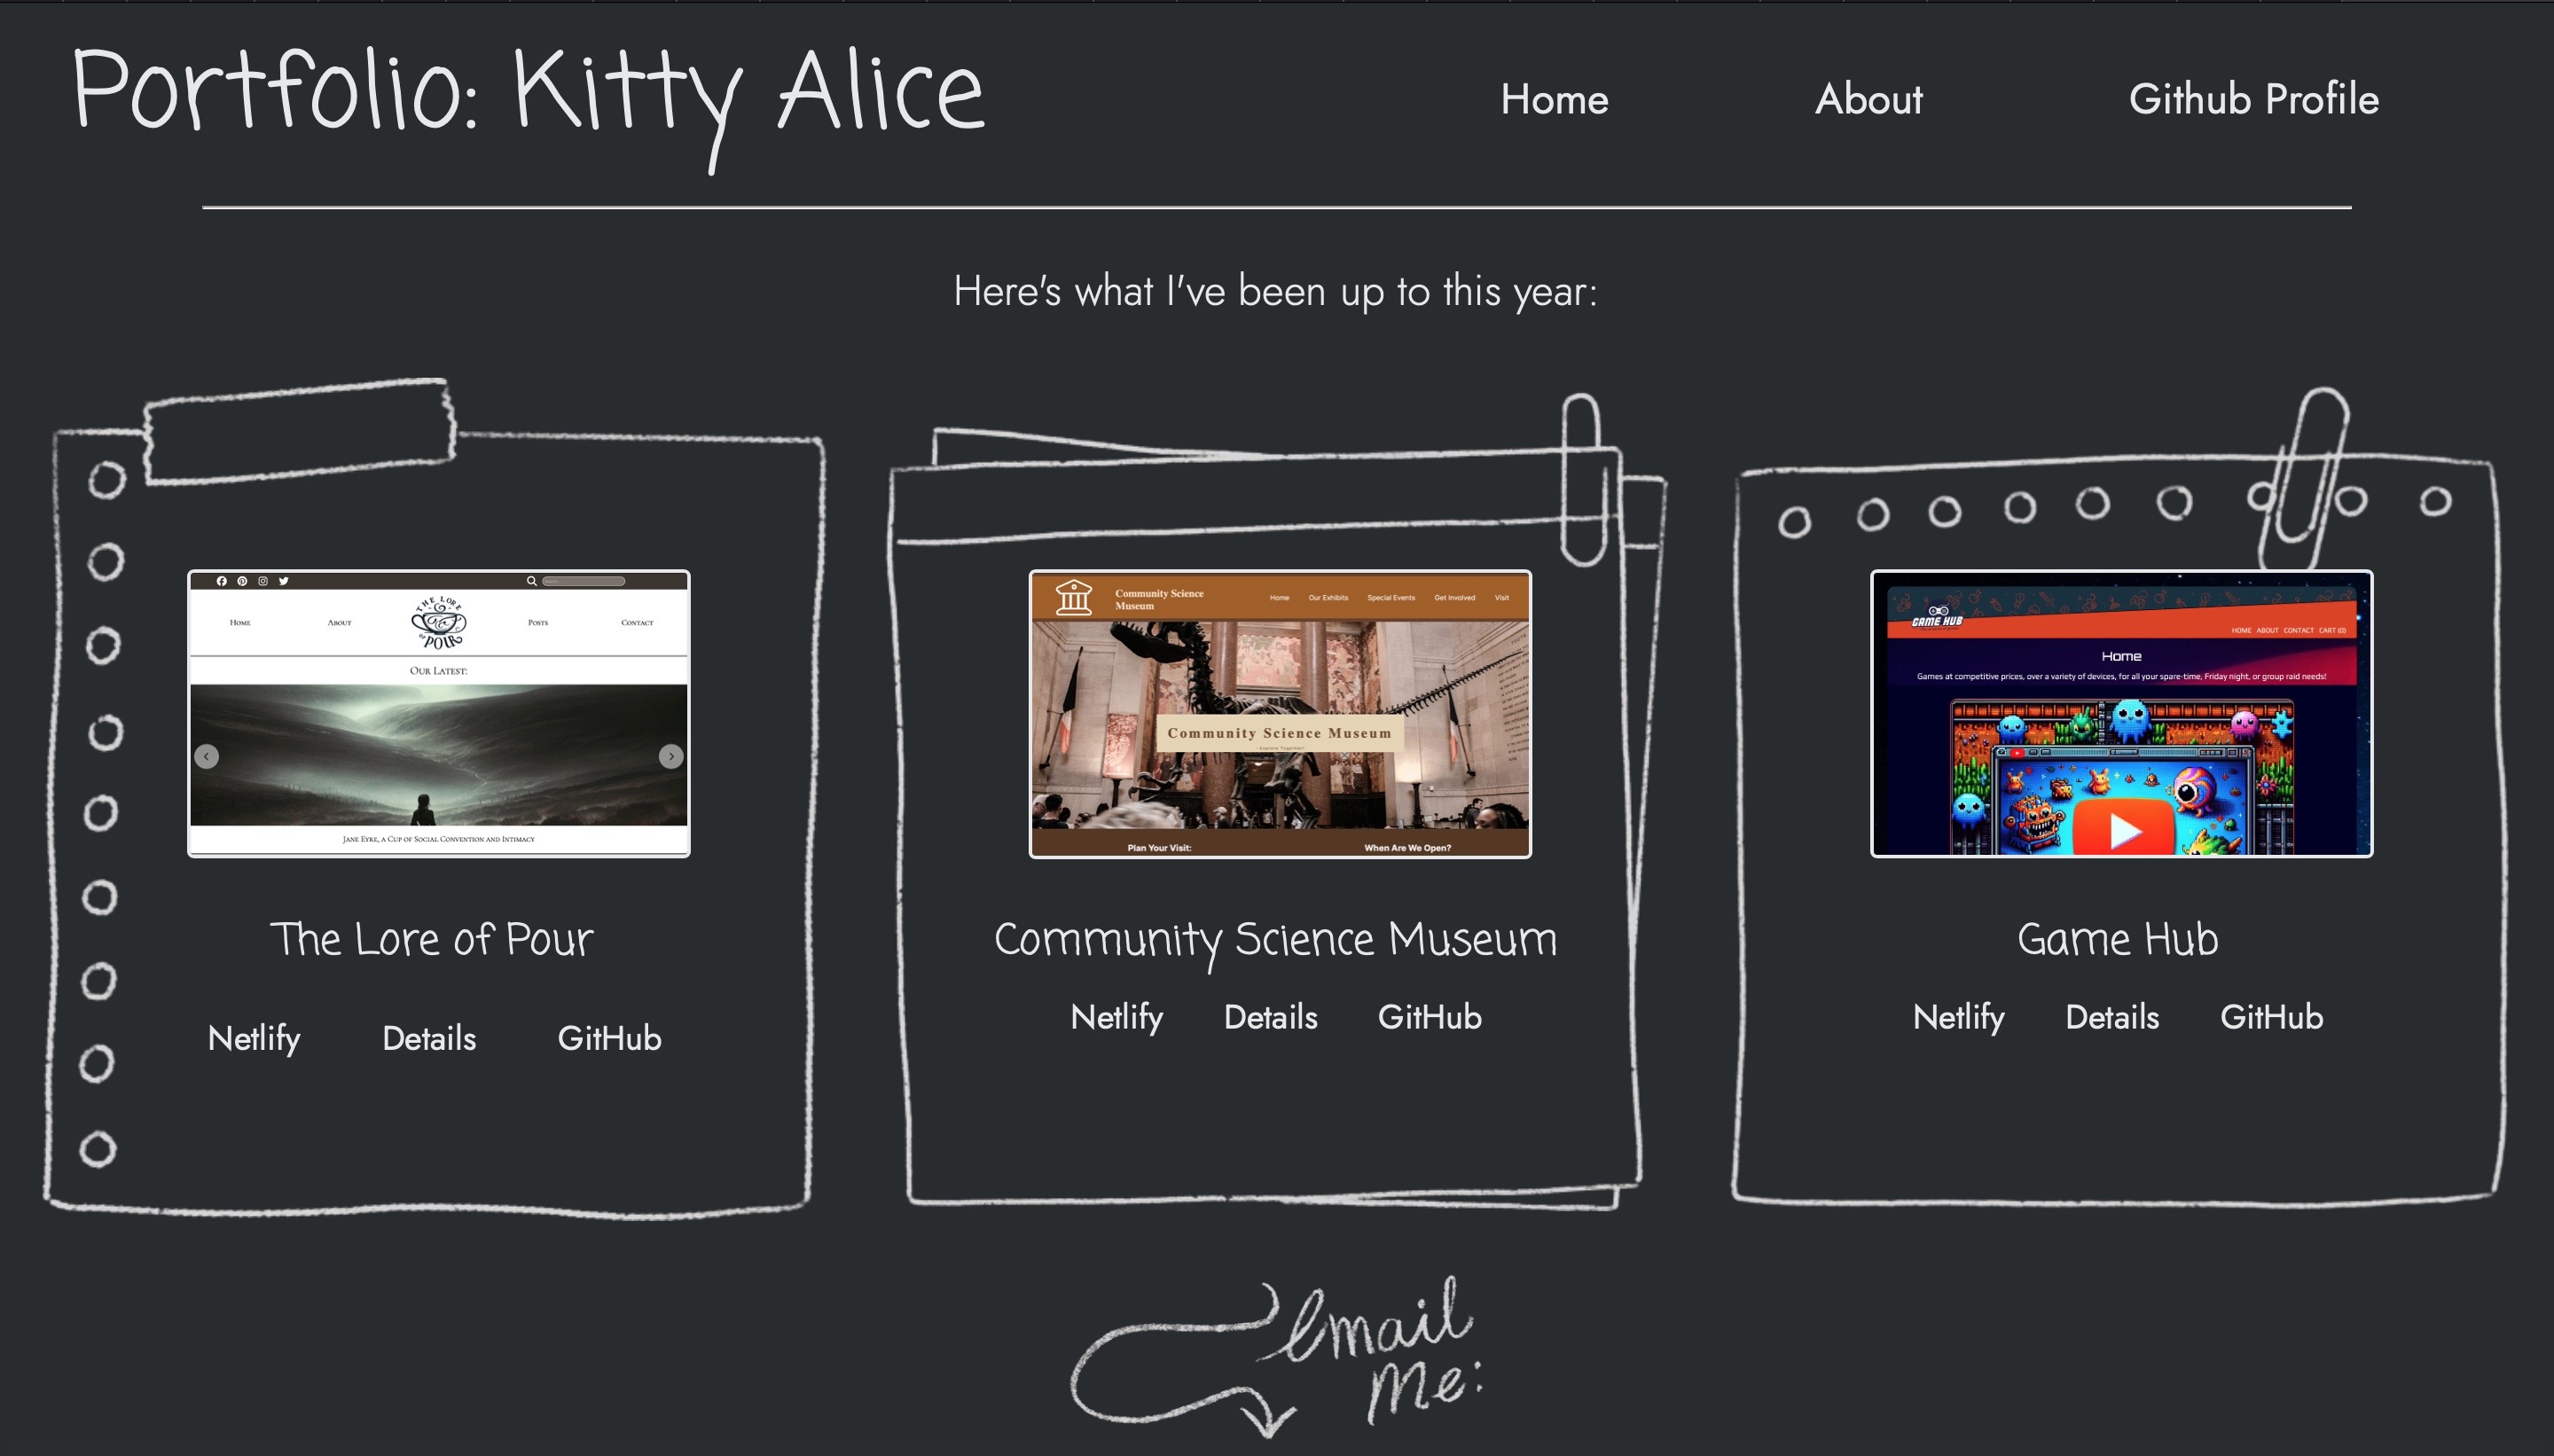 Portfolio: Kitty Alice
Home About Github Profile
Here's what I've been up to this year:
THE LORE
of POUR
HOME ABOUT POSTS CONTACT
OUR LATEST:
JANE EYRE, A CUP OF SOCIAL CONVENTION AND INTIMACY
The Lore of Pour
Netlify Details GitHub
Community Science
Museum
Home Our Exhibits Special Events Get Involved Visit
Community Science Museum
Plan Your Visit: When Are We Open?
Community Science Museum
Netlify Details GitHub
GAME HUB
HOME ABOUT CONTACT CART (0)
Home
Games at competitive prices, over a variety of devices, for all your spare-time, Friday night, or group raid needs!
Game Hub
Netlify Details GitHub
email
me: